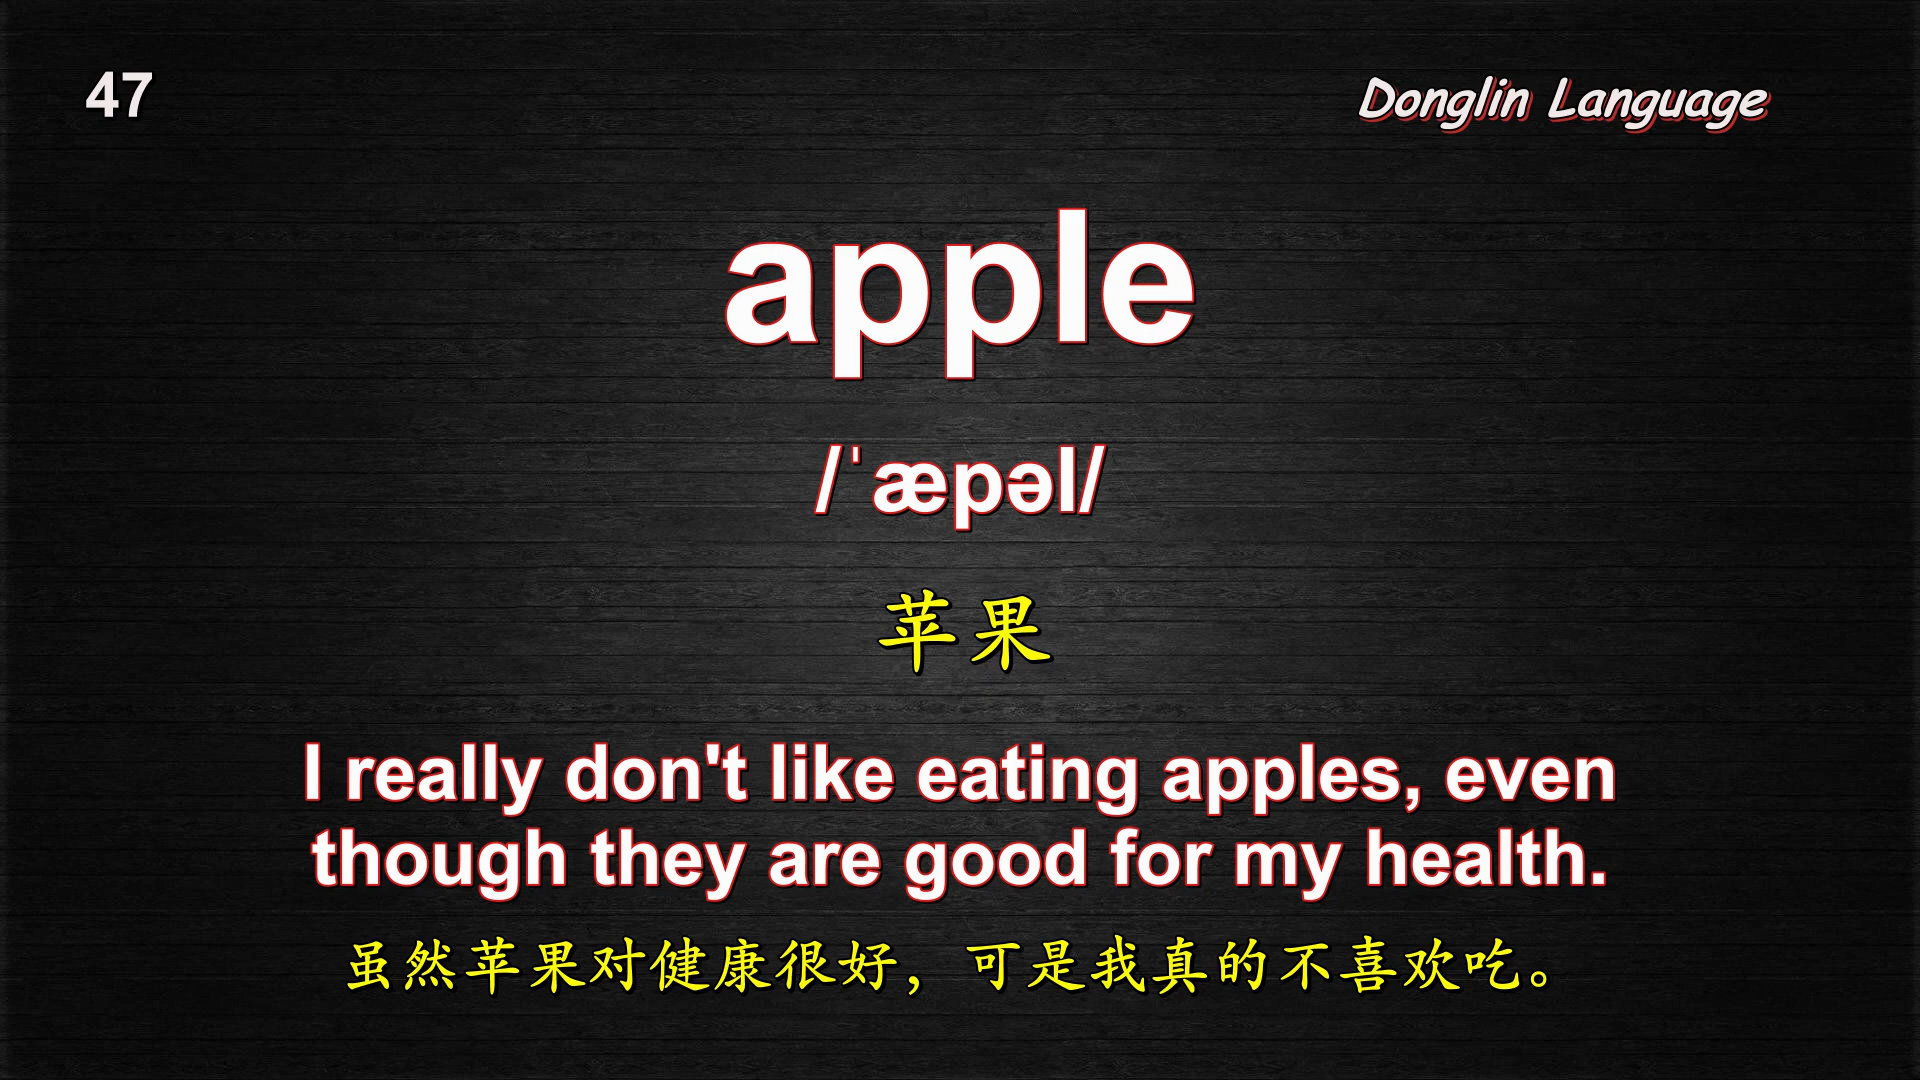 47
Donglin Language
apple
/ˈæpəl/
苹果
I really don't like eating apples, even
though they are good for my health.
虽然苹果对健康很好，可是我真的不喜欢吃。